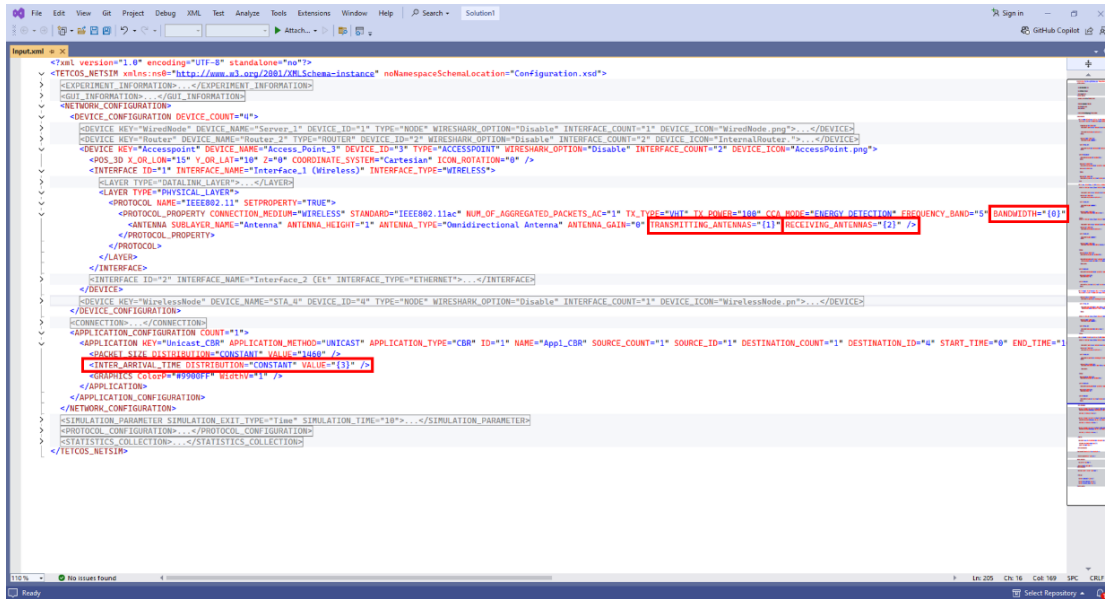 File Edit View Git Project Debug XML Test Analyze Tools Extensions Window Help Search Solution1 Sign in
Attach... GitHub Copilot
Input.xml
<?xml version="1.0" encoding="UTF-8" standalone="no"?>
<TETCOS_NETSIM xmlns:ns0="http://www.w3.org/2001/XMLSchema-instance" noNamespaceSchemaLocation="Configuration.xsd">
<EXPERIMENT_INFORMATION>...</EXPERIMENT_INFORMATION>
<GUI_INFORMATION>...</GUI_INFORMATION>
<NETWORK_CONFIGURATION>
<DEVICE_CONFIGURATION DEVICE_COUNT="4">
<DEVICE KEY="WiredNode" DEVICE_NAME="Server_1" DEVICE_ID="1" TYPE="NODE" WIRESHARK_OPTION="Disable" INTERFACE_COUNT="1" DEVICE_ICON="WiredNode.png">...</DEVICE>
<DEVICE KEY="Router" DEVICE_NAME="Router_2" TYPE="ROUTER" DEVICE_ID="2" WIRESHARK_OPTION="Disable" INTERFACE_COUNT="2" DEVICE_ICON="InternalRouter.">...</DEVICE>
<DEVICE KEY="Accesspoint" DEVICE_NAME="Access_Point_3" DEVICE_ID="3" TYPE="ACCESSPOINT" WIRESHARK_OPTION="Disable" INTERFACE_COUNT="2" DEVICE_ICON="AccessPoint.png">
<POS_3D X_OR_LON="15" Y_OR_LAT="10" Z="0" COORDINATE_SYSTEM="Cartesian" ICON_ROTATION="0" />
<INTERFACE ID="1" INTERFACE_NAME="Interface_1 (Wireless)" INTERFACE_TYPE="WIRELESS">
<LAYER TYPE="DATALINK_LAYER">...</LAYER>
<LAYER TYPE="PHYSICAL_LAYER">
<PROTOCOL NAME="IEEE802.11" SETPROPERTY="TRUE">
<PROTOCOL_PROPERTY CONNECTION_MEDIUM="WIRELESS" STANDARD="IEEE802.11ac" NUM_OF_AGGREGATED_PACKETS_AC="1" TX_TYPE="VHT" TX_POWER="100" CCA_MODE="ENERGY_DETECTION" FREQUENCY_BAND="5" BANDWIDTH="{0}"
<ANTENNA SUBLAYER_NAME="Antenna" ANTENNA_HEIGHT="1" ANTENNA_TYPE="Omnidirectional Antenna" ANTENNA_GAIN="0" TRANSMITTING_ANTENNAS="{1}" RECEIVING_ANTENNAS="{2}" />
</PROTOCOL_PROPERTY>
</PROTOCOL>
</LAYER>
</INTERFACE>
<INTERFACE ID="2" INTERFACE_NAME="Interface_2 (Et" INTERFACE_TYPE="ETHERNET">...</INTERFACE>
</DEVICE>
<DEVICE KEY="WirelessNode" DEVICE_NAME="STA_4" DEVICE_ID="4" TYPE="NODE" WIRESHARK_OPTION="Disable" INTERFACE_COUNT="1" DEVICE_ICON="WirelessNode.pn">...</DEVICE>
</DEVICE_CONFIGURATION>
<CONNECTION>...</CONNECTION>
<APPLICATION_CONFIGURATION COUNT="1">
<APPLICATION KEY="Unicast_CBR" APPLICATION_METHOD="UNICAST" APPLICATION_TYPE="CBR" ID="1" NAME="App1_CBR" SOURCE_COUNT="1" SOURCE_ID="1" DESTINATION_COUNT="1" DESTINATION_ID="4" START_TIME="0" END_TIME="1
<PACKET_SIZE DISTRIBUTION="CONSTANT" VALUE="1460" />
<INTER_ARRIVAL_TIME DISTRIBUTION="CONSTANT" VALUE="{3}" />
<GRAPHICS ColorP="#9900FF" WidthV="1" />
</APPLICATION>
</APPLICATION_CONFIGURATION>
</NETWORK_CONFIGURATION>
<SIMULATION_PARAMETER SIMULATION_EXIT_TYPE="Time" SIMULATION_TIME="10">...</SIMULATION_PARAMETER>
<PROTOCOL_CONFIGURATION>...</PROTOCOL_CONFIGURATION>
<STATISTICS_COLLECTION>...</STATISTICS_COLLECTION>
</TETCOS_NETSIM>
110 % No issues found Ln: 205 Ch: 16 Col: 169 SPC CRLF
Ready Select Repository